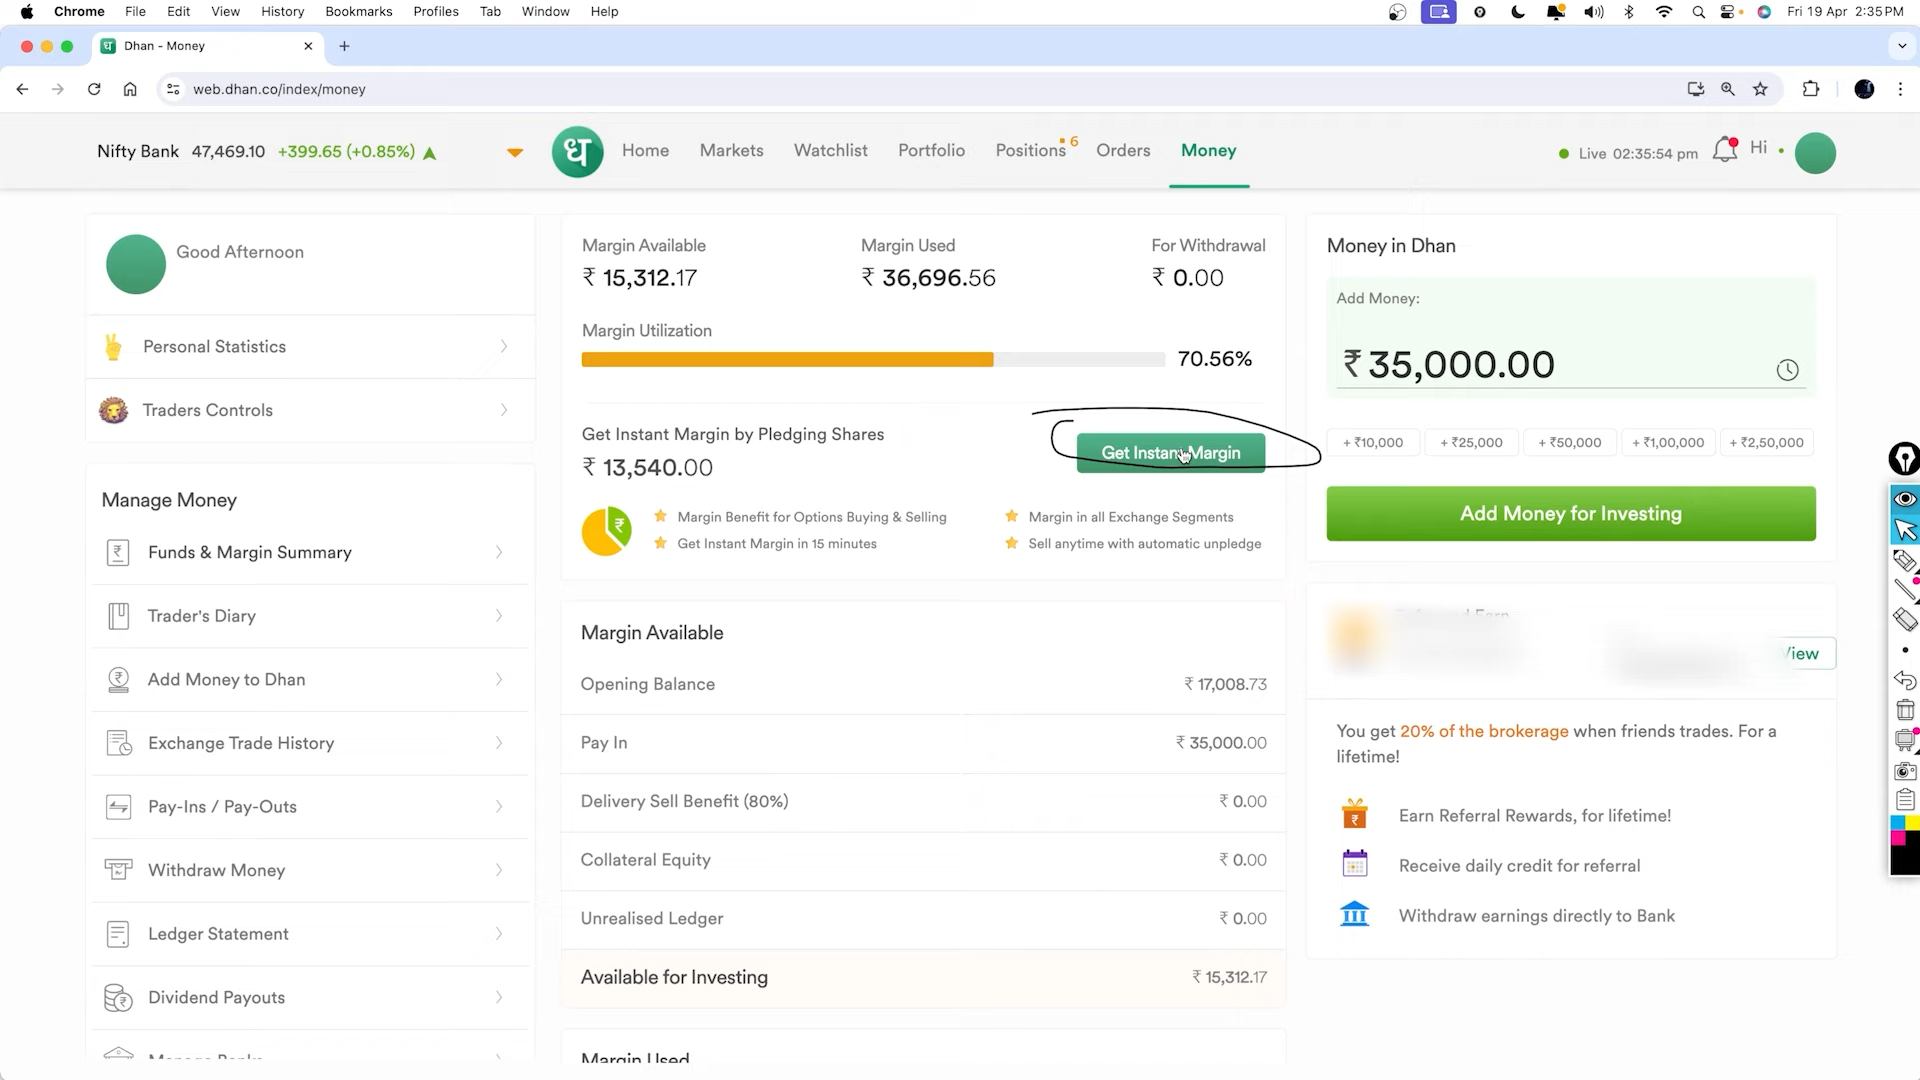 Chrome File Edit View History Bookmarks Profiles Tab Window Help Fri 19 Apr 2:35 PM
Dhan - Money
web.dhan.co/index/money
Nifty Bank 47,469.10 +399.65 (+0.85%)
ध
Home Markets Watchlist Portfolio Positions 6 Orders Money
Live 02:35:54 pm Hi
Good Afternoon
Personal Statistics
Traders Controls
Manage Money
Funds & Margin Summary
Trader's Diary
Add Money to Dhan
Exchange Trade History
Pay-Ins / Pay-Outs
Withdraw Money
Ledger Statement
Dividend Payouts
Margin Available Margin Used For Withdrawal
₹ 15,312.17 ₹ 36,696.56 ₹ 0.00
Margin Utilization
70.56%
Get Instant Margin by Pledging Shares
₹ 13,540.00
Get Instant Margin
Margin Benefit for Options Buying & Selling
Margin in all Exchange Segments
Get Instant Margin in 15 minutes
Sell anytime with automatic unpledge
Margin Available
Opening Balance ₹ 17,008.73
Pay In ₹ 35,000.00
Delivery Sell Benefit (80%) ₹ 0.00
Collateral Equity ₹ 0.00
Unrealised Ledger ₹ 0.00
Available for Investing ₹ 15,312.17
Margin Used
Money in Dhan
Add Money:
₹ 35,000.00
+ ₹10,000 + ₹25,000 + ₹50,000 + ₹1,00,000 + ₹2,50,000
Add Money for Investing
View
You get 20% of the brokerage when friends trades. For a
lifetime!
Earn Referral Rewards, for lifetime!
Receive daily credit for referral
Withdraw earnings directly to Bank